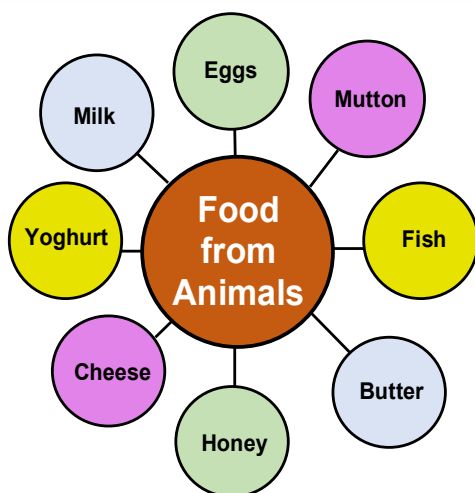 Eggs
Mutton
Milk
Food
from
Animals
Yoghurt
Fish
Cheese
Butter
Honey